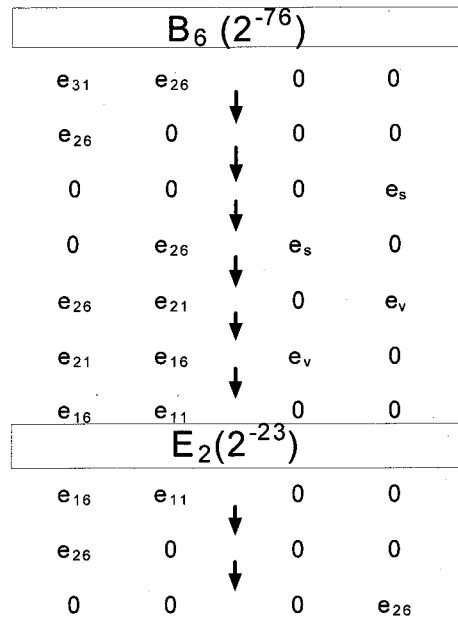 B₆ (2⁻⁷⁶)
e₃₁ e₂₆ 0 0
e₂₆ 0 0 0
0 0 0 eₛ
0 e₂₆ eₛ 0
e₂₆ e₂₁ 0 eᵥ
e₂₁ e₁₆ eᵥ 0
e₁₆ e₁₁ 0 0
E₂(2⁻²³)
e₁₆ e₁₁ 0 0
e₂₆ 0 0 0
0 0 0 e₂₆